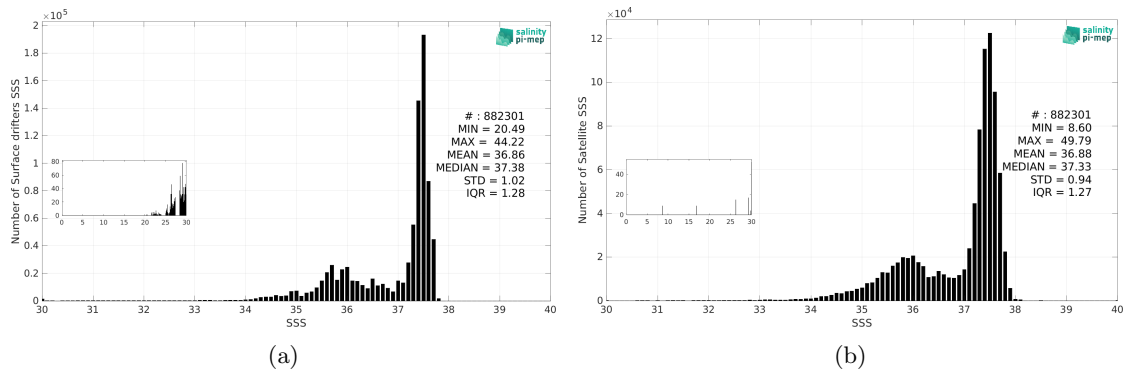 ×10⁵
2
1.8
1.6
1.4
1.2
1
0.8
0.6
0.4
0.2
0
Number of Surface drifters SSS
salinity
pi-mep
# : 882301
MIN = 20.49
MAX = 44.22
MEAN = 36.86
MEDIAN = 37.38
STD = 1.02
IQR = 1.28
80
60
40
20
0
0 5 10 15 20 25 30
30 31 32 33 34 35 36 37 38 39 40
SSS
(a)
×10⁴
12
10
8
6
4
2
0
Number of Satellite SSS
salinity
pi-mep
# : 882301
MIN = 8.60
MAX = 49.79
MEAN = 36.88
MEDIAN = 37.33
STD = 0.94
IQR = 1.27
40
20
0
0 5 10 15 20 25 30
30 31 32 33 34 35 36 37 38 39 40
SSS
(b)